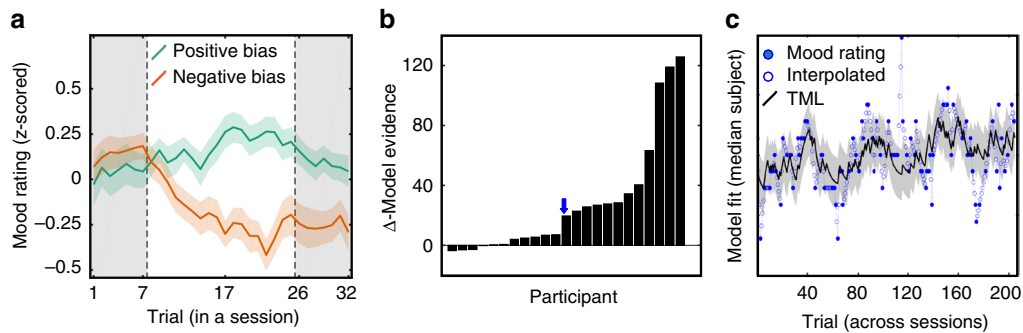 a
Mood rating (z-scored)
0.5
0.25
0
−0.25
−0.5
Positive bias
Negative bias
1
7
17
26
32
Trial (in a session)
b
Δ-Model evidence
120
80
40
0
Participant
c
Model fit (median subject)
Mood rating
Interpolated
TML
40
80
120
160
200
Trial (across sessions)